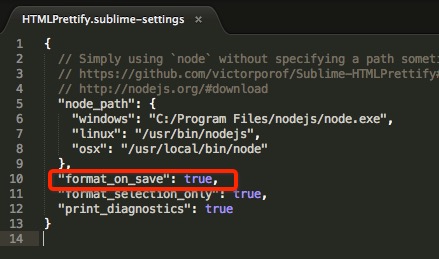 HTMLPrettify.sublime-settings ×
1 {
2 // Simply using `node` without specifying a path someti
3 // https://github.com/victorporof/Sublime-HTMLPrettify#
4 // http://nodejs.org/#download
5 "node_path": {
6 "windows": "C:/Program Files/nodejs/node.exe",
7 "linux": "/usr/bin/nodejs",
8 "osx": "/usr/local/bin/node"
9 },
10 "format_on_save": true,
11 "format_selection_only": true,
12 "print_diagnostics": true
13 }
14